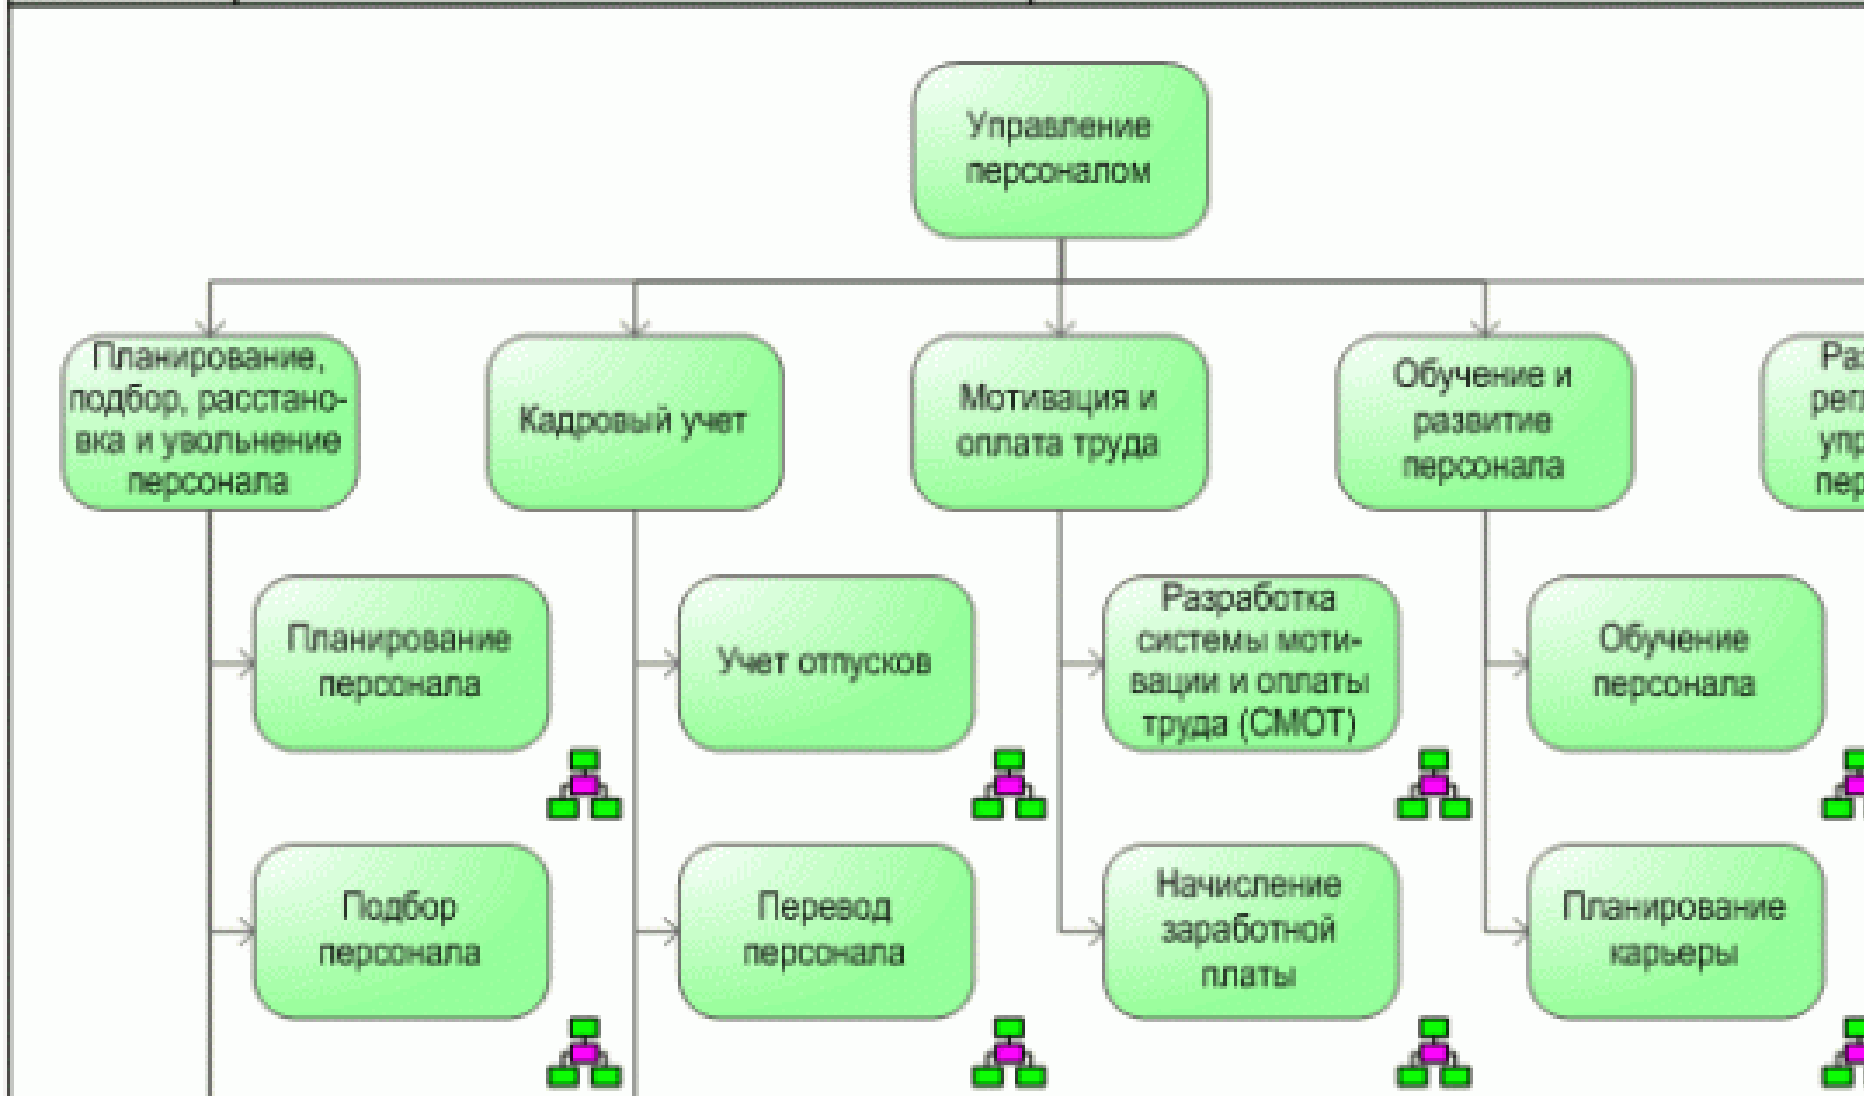 Управление
персоналом
Планирование,
подбор, расстано-
вка и увольнение
персонала
Кадровый учет
Мотивация и
оплата труда
Обучение и
развитие
персонала
Планирование
персонала
Учет отпусков
Разработка
системы моти-
вации и оплаты
труда (СМОТ)
Обучение
персонала
Подбор
персонала
Перевод
персонала
Начисление
заработной
платы
Планирование
карьеры